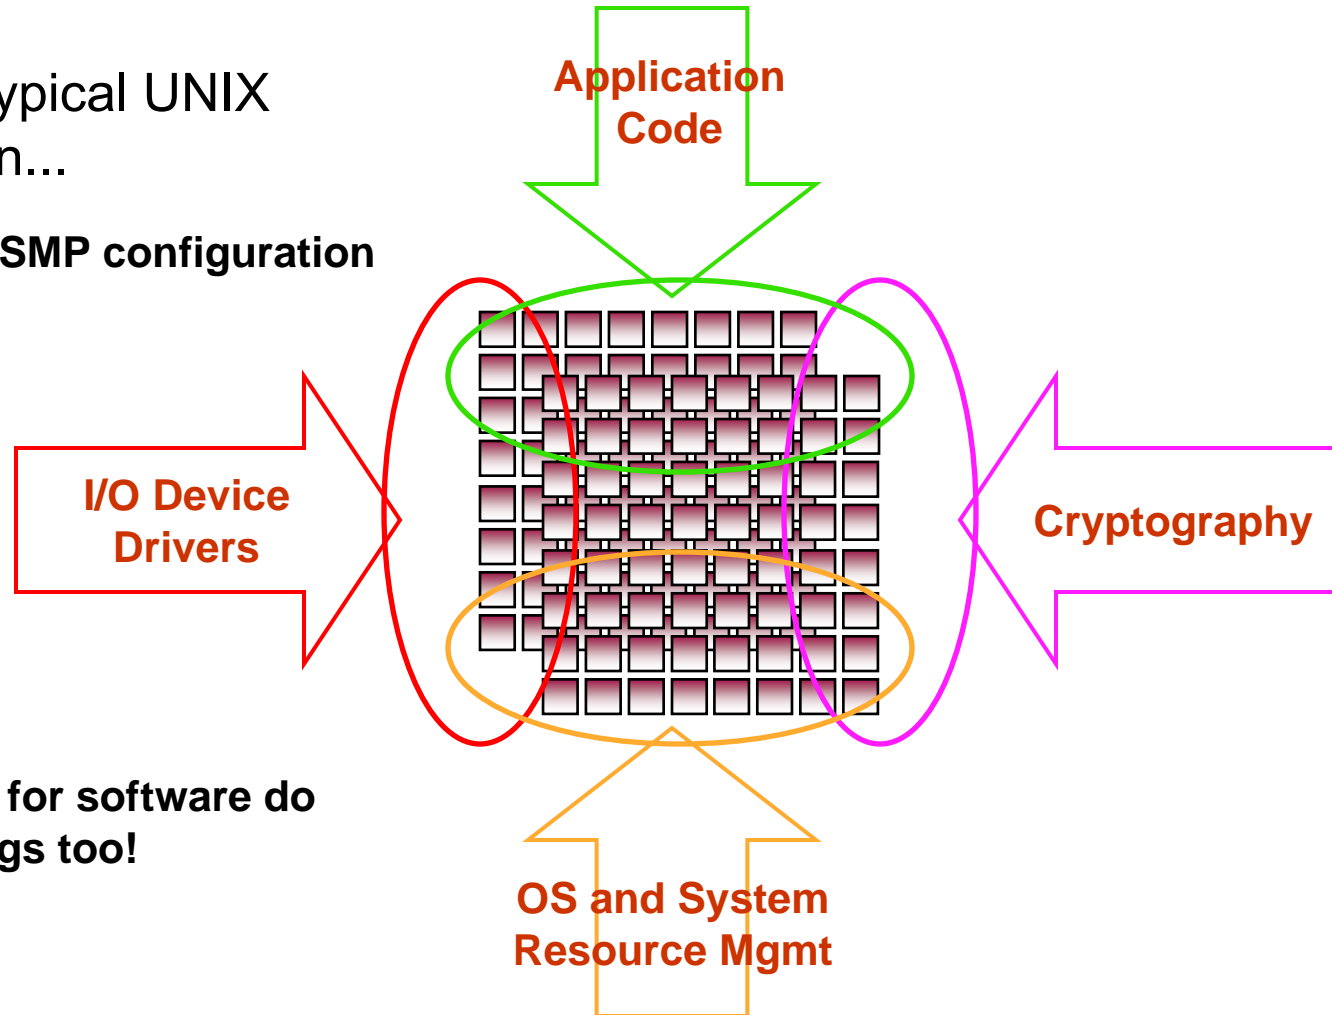 ypical UNIX
n...
SMP configuration
Application
Code
I/O Device
Drivers
Cryptography
for software do
gs too!
OS and System
Resource Mgmt